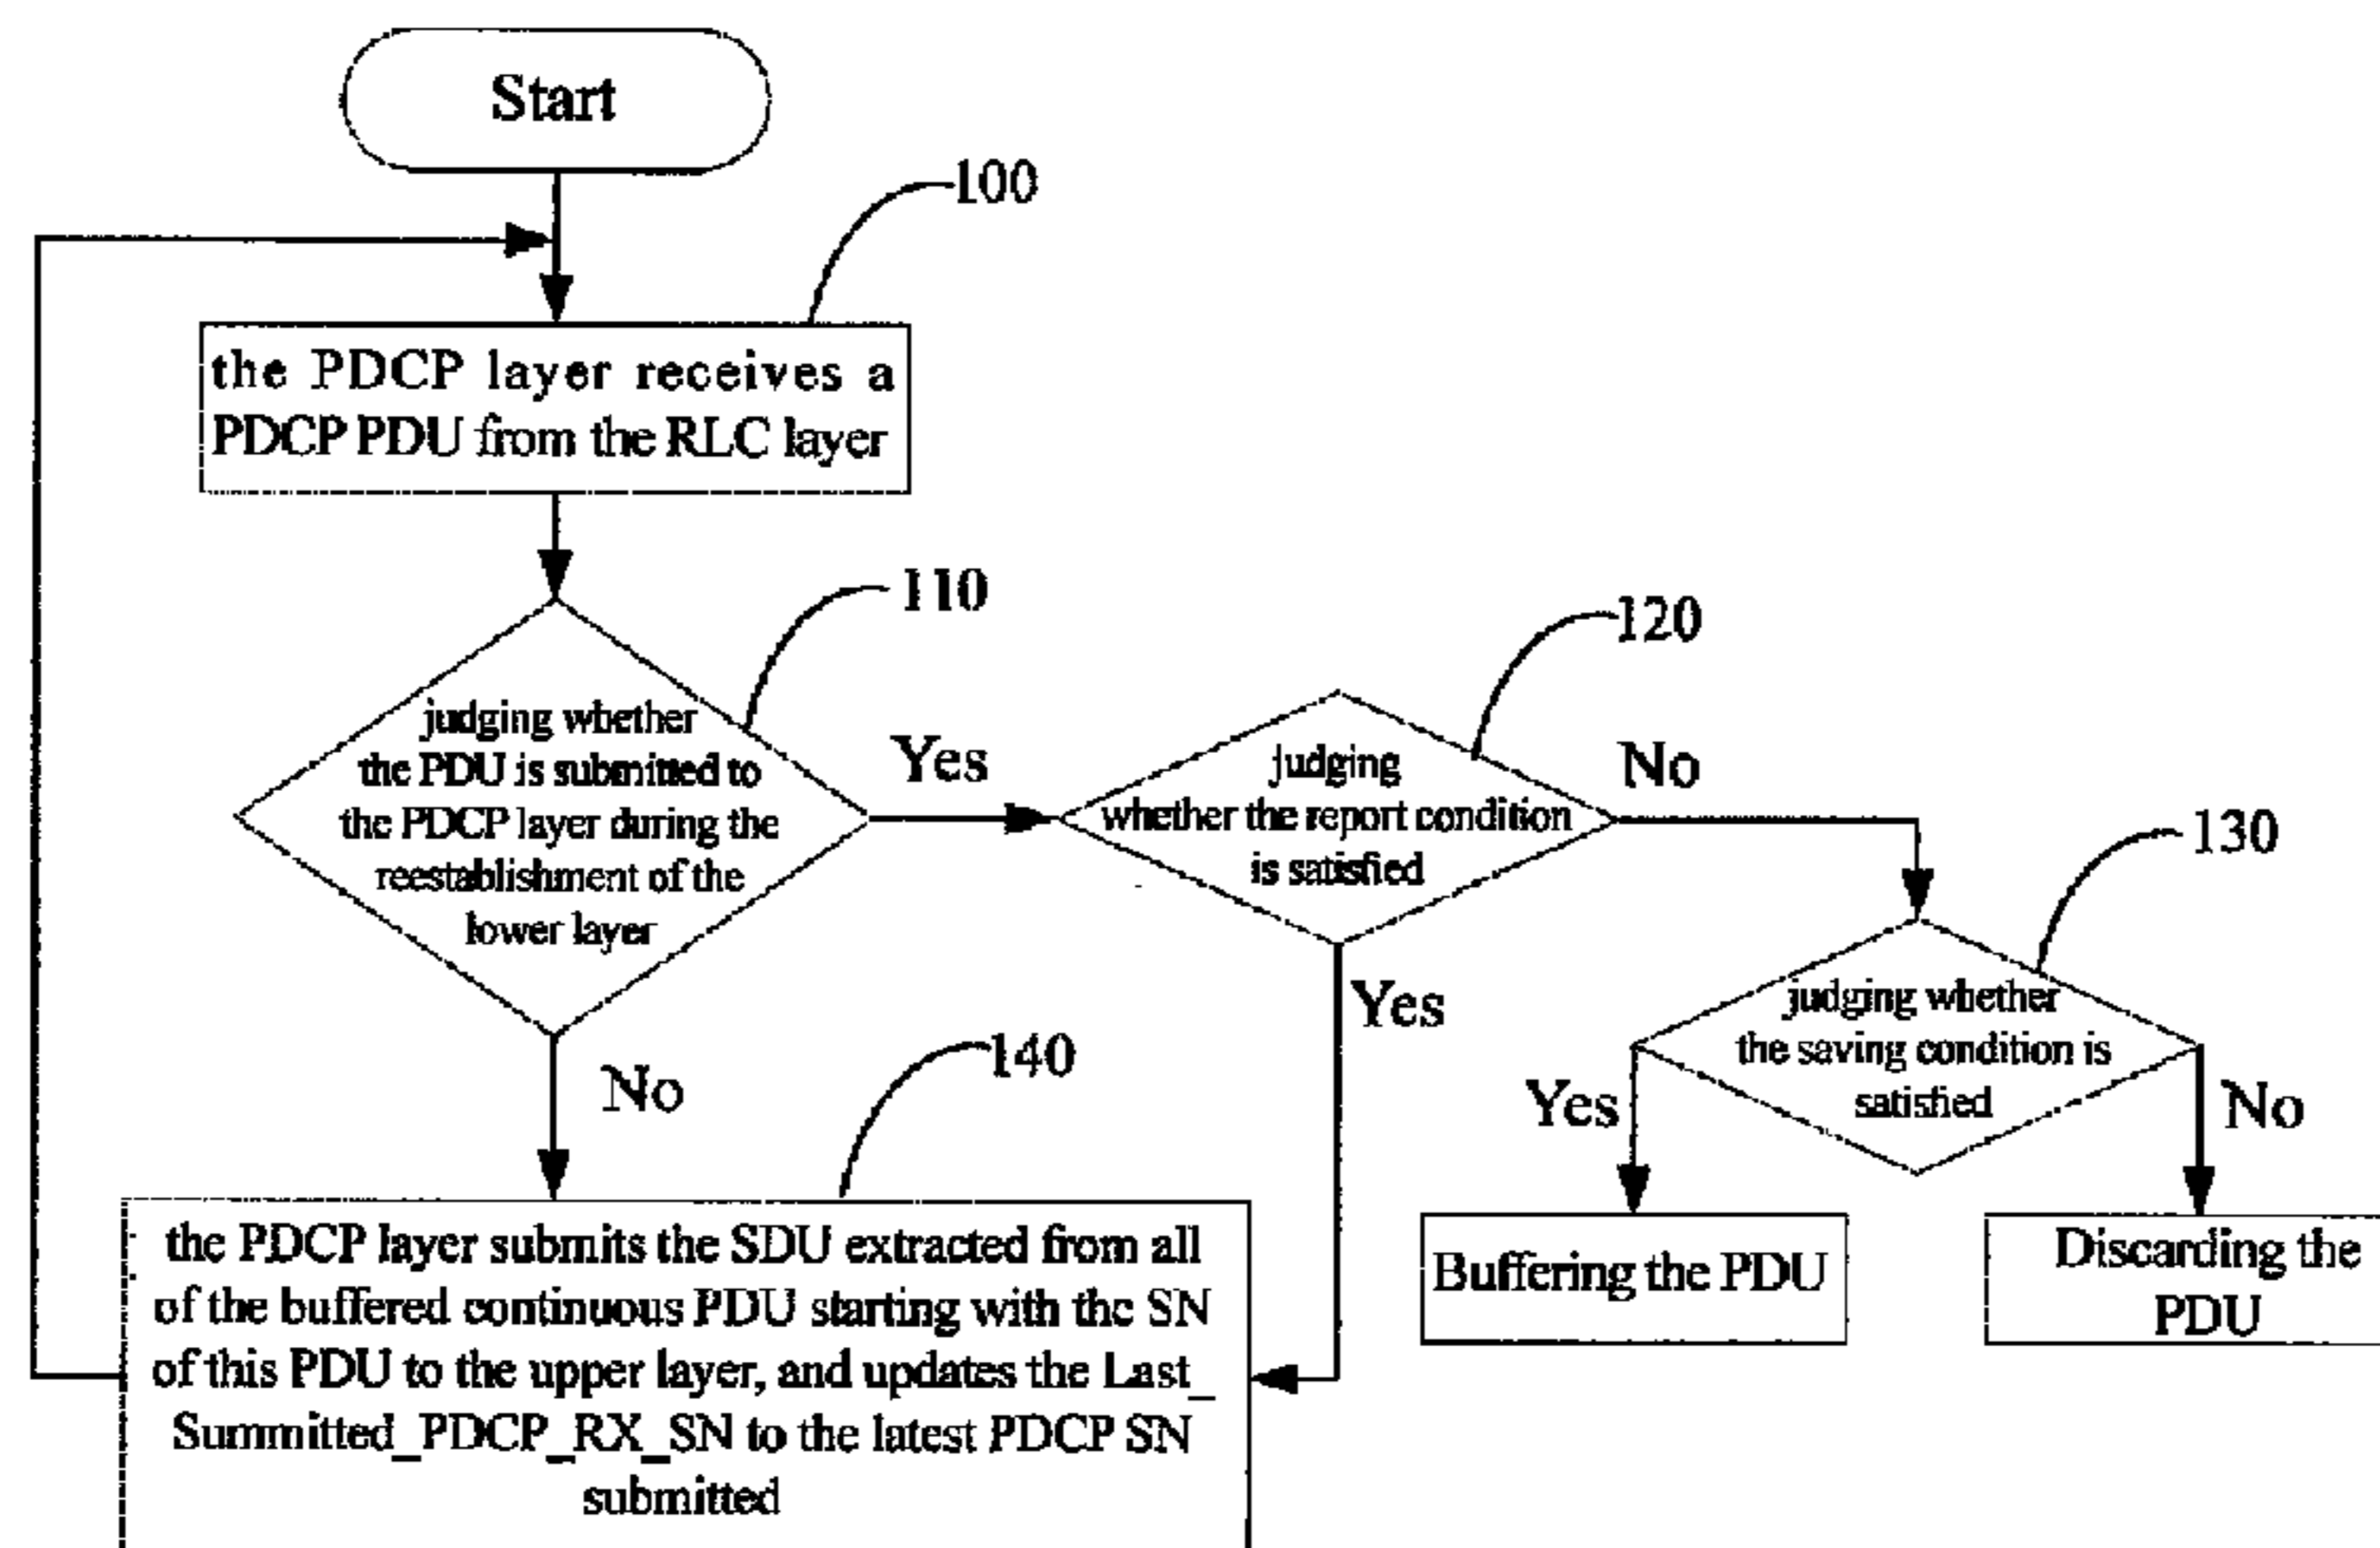 Start
100
the PDCP layer receives a
PDCP PDU from the RLC layer
110
judging whether
the PDU is submitted to
the PDCP layer during the
reestablishment of the
lower layer
Yes
No
120
judging
whether the report condition
is satisfied
No
Yes
130
judging whether
the saving condition is
satisfied
Yes
No
Buffering the PDU
Discarding the
PDU
140
the PDCP layer submits the SDU extracted from all
of the buffered continuous PDU starting with the SN
of this PDU to the upper layer, and updates the Last_
Summitted_PDCP_RX_SN to the latest PDCP SN
submitted